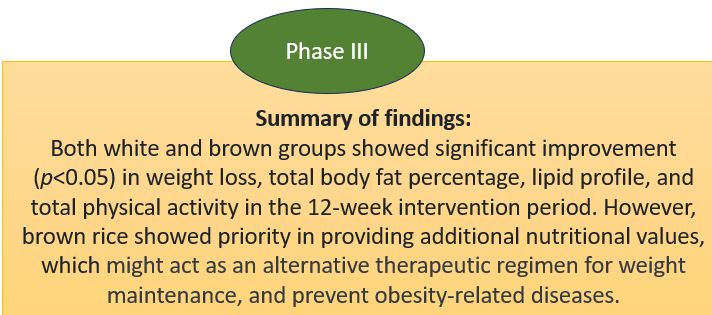 Phase III
Summary of findings:
Both white and brown groups showed significant improvement
(p<0.05) in weight loss, total body fat percentage, lipid profile, and
total physical activity in the 12-week intervention period. However,
brown rice showed priority in providing additional nutritional values,
which might act as an alternative therapeutic regimen for weight
maintenance, and prevent obesity-related diseases.